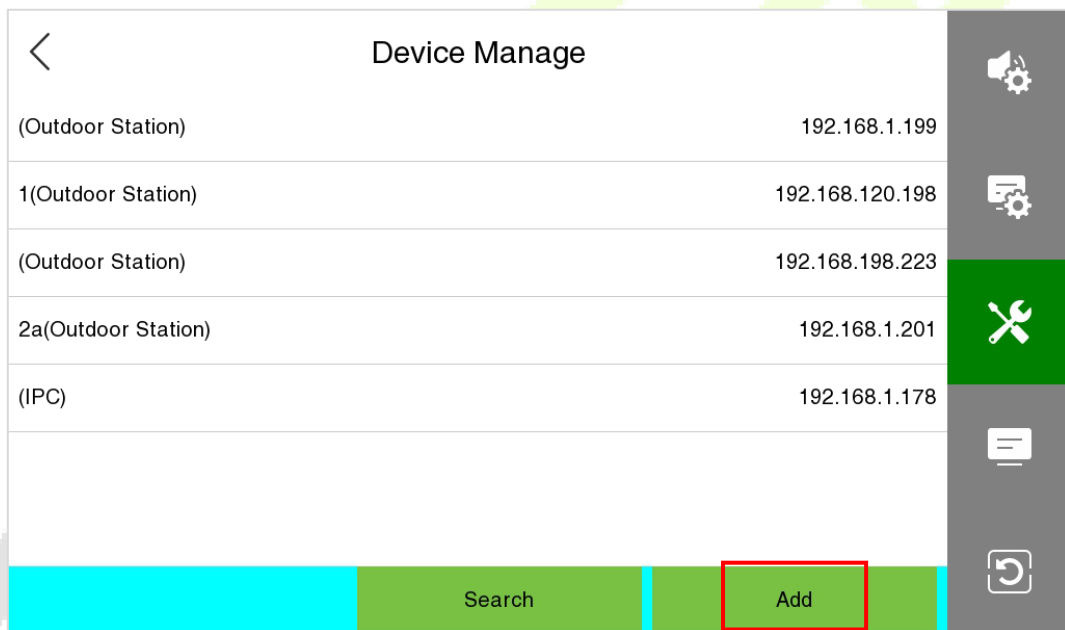 Device Manage
(Outdoor Station) 192.168.1.199
1(Outdoor Station) 192.168.120.198
(Outdoor Station) 192.168.198.223
2a(Outdoor Station) 192.168.1.201
(IPC) 192.168.1.178
Search Add